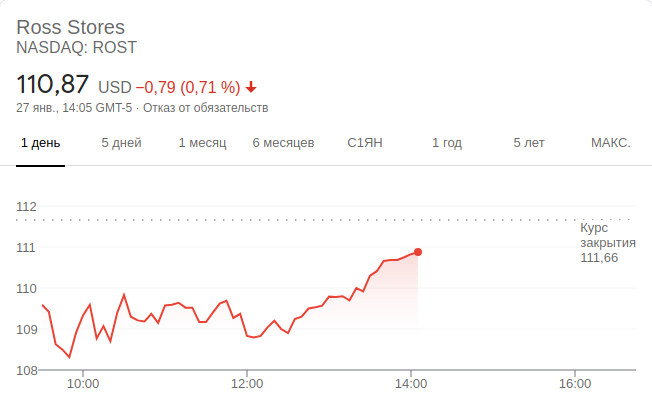 Ross Stores
NASDAQ: ROST
110,87 USD −0,79 (0,71 %)
27 янв., 14:05 GMT-5 · Отказ от обязательств
1 день 5 дней 1 месяц 6 месяцев С1ЯН 1 год 5 лет МАКС.
112
Курс
закрытия
111,66
111
110
109
108
10:00 12:00 14:00 16:00